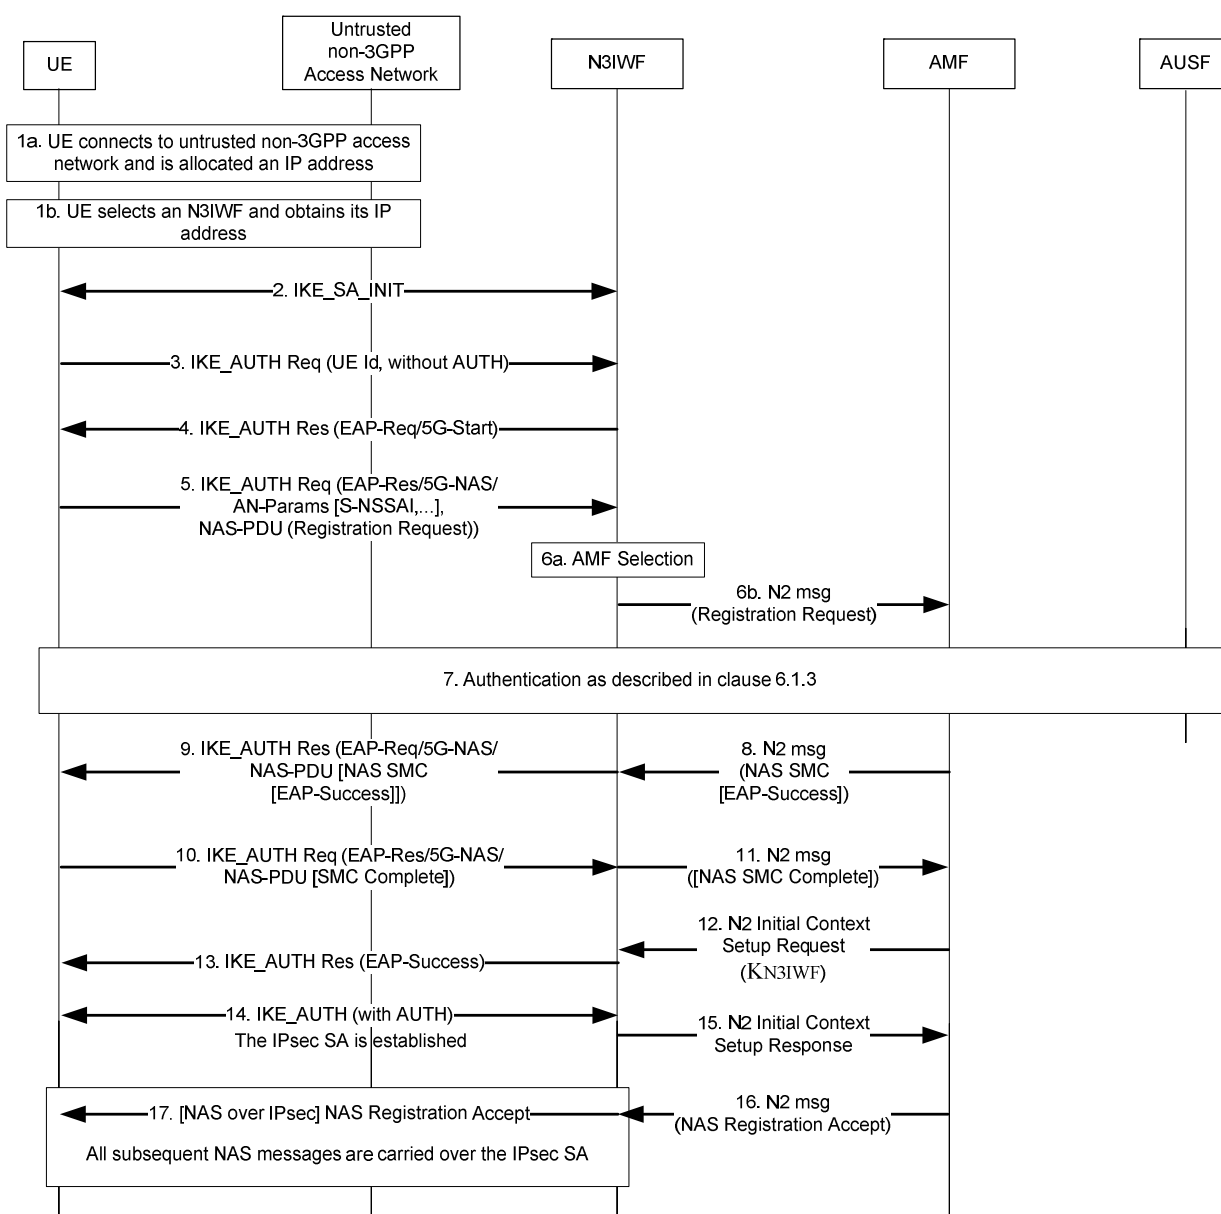 UE
Untrusted
non-3GPP
Access Network
N3IWF
AMF
AUSF
1a. UE connects to untrusted non-3GPP access
network and is allocated an IP address
1b. UE selects an N3IWF and obtains its IP
address
2. IKE_SA_INIT
3. IKE_AUTH Req (UE Id, without AUTH)
4. IKE_AUTH Res (EAP-Req/5G-Start)
5. IKE_AUTH Req (EAP-Res/5G-NAS/
AN-Params [S-NSSAI,...],
NAS-PDU (Registration Request))
6a. AMF Selection
6b. N2 msg
(Registration Request)
7. Authentication as described in clause 6.1.3
9. IKE_AUTH Res (EAP-Req/5G-NAS/
NAS-PDU [NAS SMC
[EAP-Success]])
8. N2 msg
(NAS SMC
[EAP-Success])
10. IKE_AUTH Req (EAP-Res/5G-NAS/
NAS-PDU [SMC Complete])
11. N2 msg
([NAS SMC Complete])
12. N2 Initial Context
Setup Request
(KN3IWF)
13. IKE_AUTH Res (EAP-Success)
14. IKE_AUTH (with AUTH)
The IPsec SA is established
15. N2 Initial Context
Setup Response
16. N2 msg
(NAS Registration Accept)
17. [NAS over IPsec] NAS Registration Accept
All subsequent NAS messages are carried over the IPsec SA